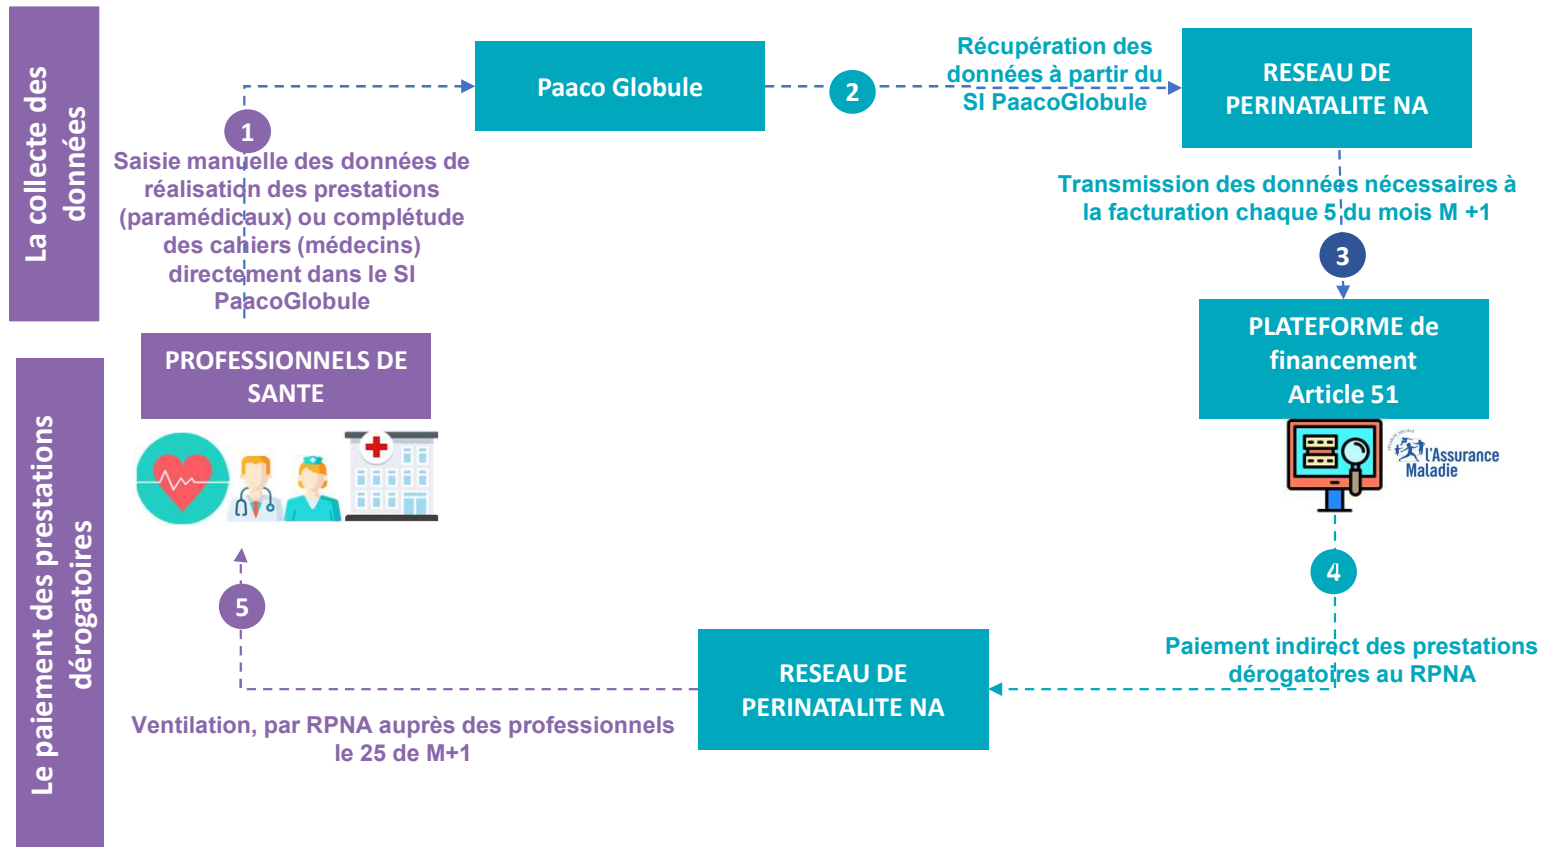 La collecte des
données
Paaco Globule
2
Récupération des
données à partir du
SI PaacoGlobule
RESEAU DE
PERINATALITE NA
1
Saisie manuelle des données de
réalisation des prestations
(paramédicaux) ou complétude
des cahiers (médecins)
directement dans le SI
PaacoGlobule
Transmission des données nécessaires à
la facturation chaque 5 du mois M +1
3
PROFESSIONNELS DE
SANTE
PLATEFORME de
financement
Article 51
SÉCURITÉ SOCIALE
l'Assurance
Maladie
Le paiement des prestations
dérogatoires
4
5
Paiement indirect des prestations
dérogatoires au RPNA
RESEAU DE
PERINATALITE NA
Ventilation, par RPNA auprès des professionnels
le 25 de M+1